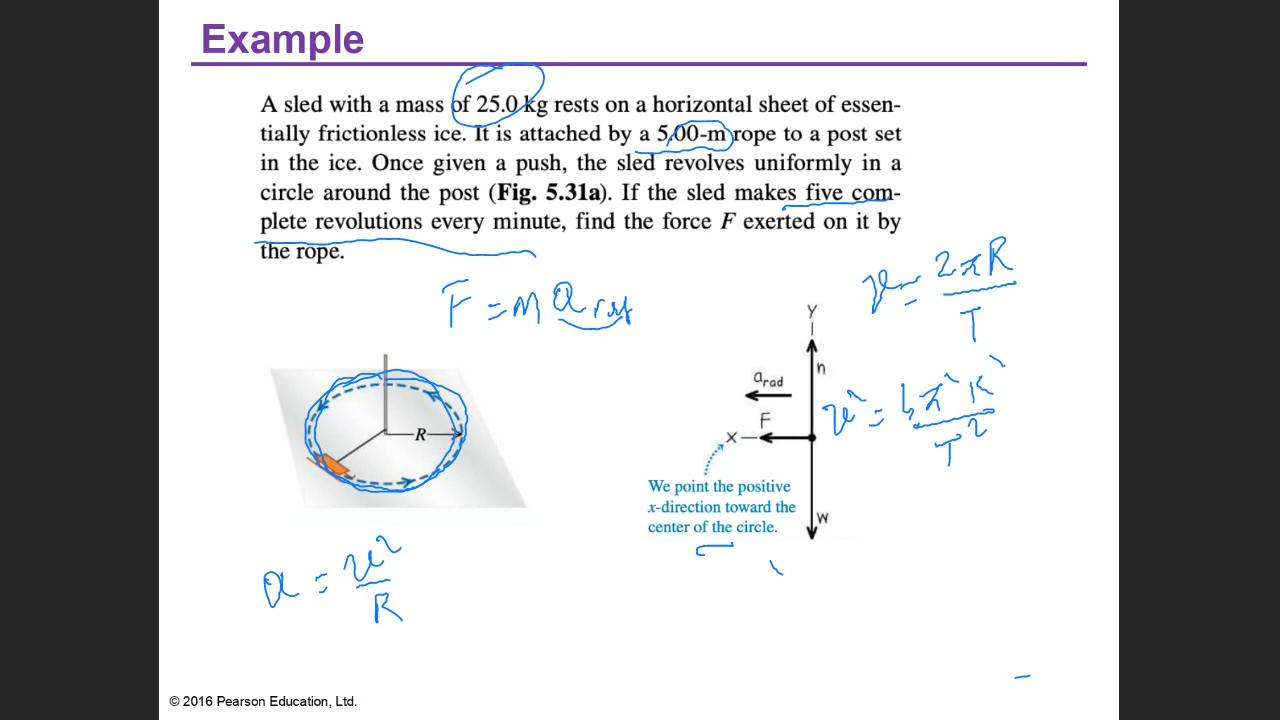 Example
A sled with a mass of 25.0 kg rests on a horizontal sheet of essen-
tially frictionless ice. It is attached by a 5.00-m rope to a post set
in the ice. Once given a push, the sled revolves uniformly in a
circle around the post (Fig. 5.31a). If the sled makes five com-
plete revolutions every minute, find the force F exerted on it by
the rope.
F = m a
v = 2πR / T
R
y
n
a rad
F
x
w
v² = π² R² / T²
We point the positive
x-direction toward the
center of the circle.
a = v² / R
© 2016 Pearson Education, Ltd.